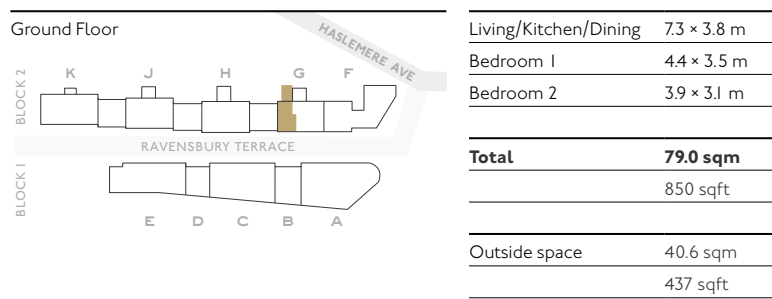 Ground Floor
HASLEMERE AVE
K J H G F
BLOCK 2
RAVENSBURY TERRACE
BLOCK 1
E D C B A
Living/Kitchen/Dining 7.3 × 3.8 m
Bedroom 1 4.4 × 3.5 m
Bedroom 2 3.9 × 3.1 m
Total 79.0 sqm
850 sqft
Outside space 40.6 sqm
437 sqft